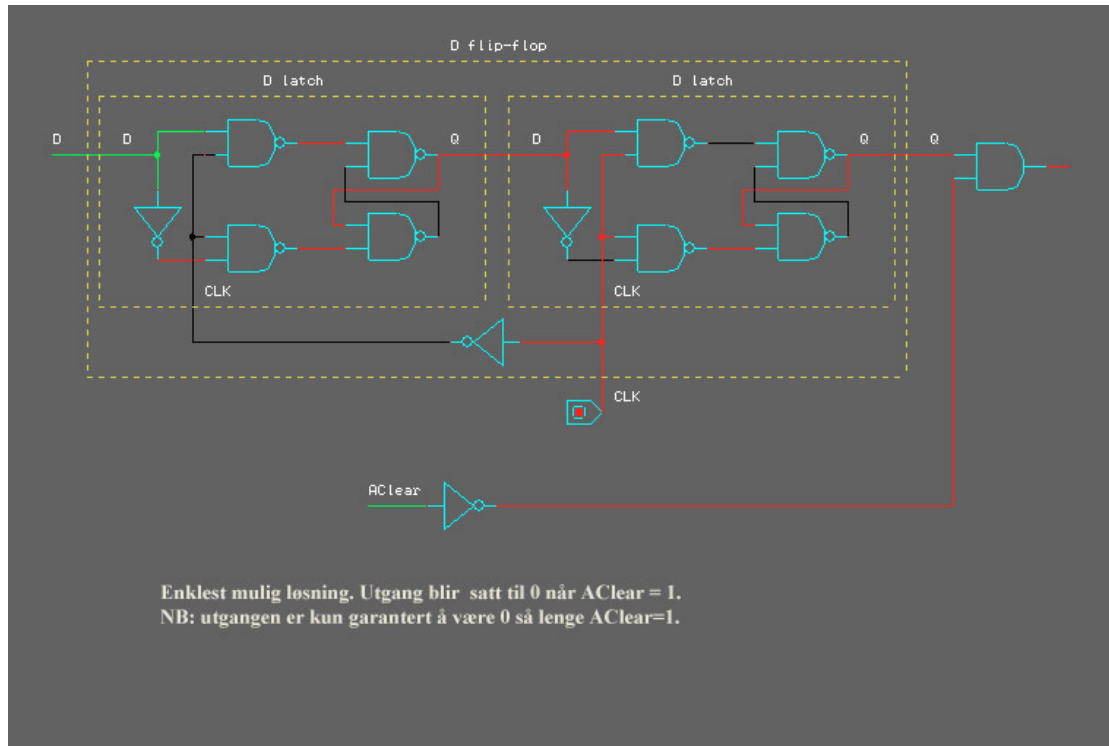 D flip-flop
D latch
D latch
D
D
Q
D
Q
Q
CLK
CLK
CLK
AClear
Enklest mulig løsning. Utgang blir satt til 0 når AClear = 1.
NB: utgangen er kun garantert å være 0 så lenge AClear=1.